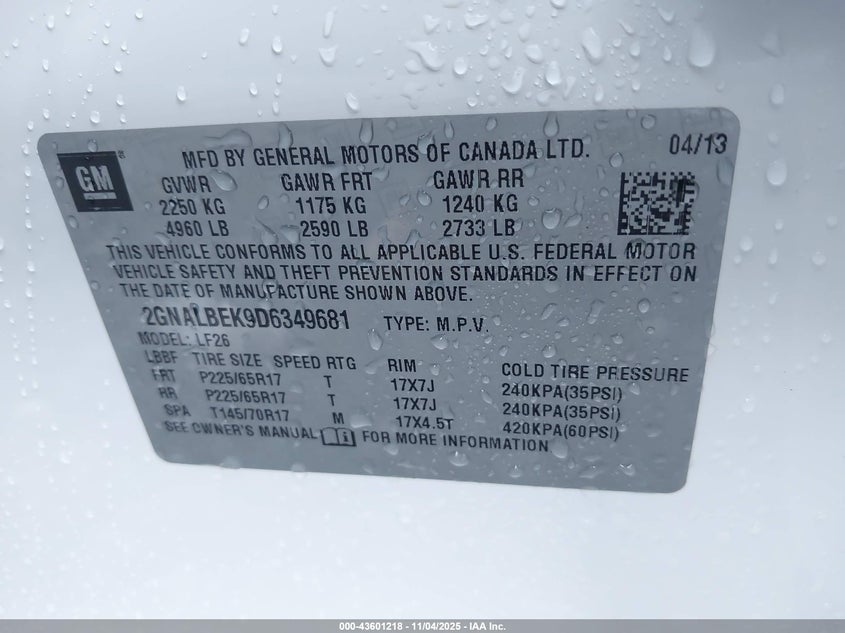 GM ®
MFD BY GENERAL MOTORS OF CANADA LTD. 04/13
GVWR GAWR FRT GAWR RR
2250 KG 1175 KG 1240 KG
4960 LB 2590 LB 2733 LB
THIS VEHICLE CONFORMS TO ALL APPLICABLE U.S. FEDERAL MOTOR
VEHICLE SAFETY AND THEFT PREVENTION STANDARDS IN EFFECT ON
THE DATE OF MANUFACTURE SHOWN ABOVE.
2GNALBEK9D6349681 TYPE: M.P.V.
MODEL: LF26
LBBF TIRE SIZE SPEED RTG RIM COLD TIRE PRESSURE
FRT P225/65R17 T 17X7J 240KPA(35PSI)
RR P225/65R17 T 17X7J 240KPA(35PSI)
SPA T145/70R17 M 17X4.5T 420KPA(60PSI)
SEE OWNER'S MANUAL FOR MORE INFORMATION
000-43601218 - 11/04/2025 - IAA Inc.